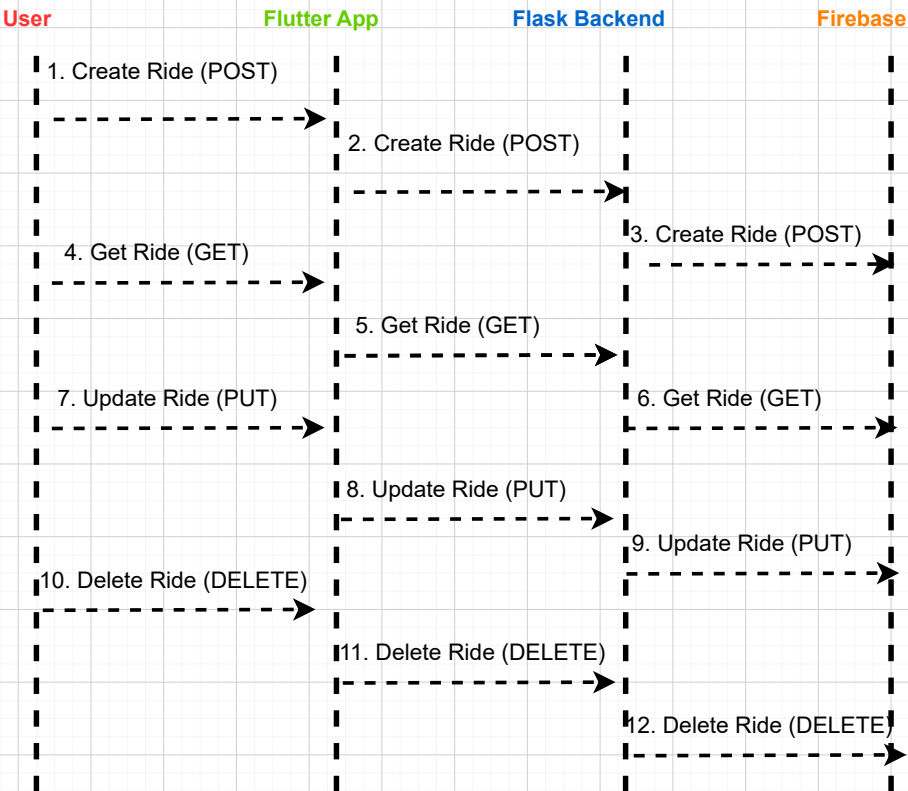 User Flutter App Flask Backend Firebase
1. Create Ride (POST)
2. Create Ride (POST)
3. Create Ride (POST)
4. Get Ride (GET)
5. Get Ride (GET)
6. Get Ride (GET)
7. Update Ride (PUT)
8. Update Ride (PUT)
9. Update Ride (PUT)
10. Delete Ride (DELETE)
11. Delete Ride (DELETE)
12. Delete Ride (DELETE)